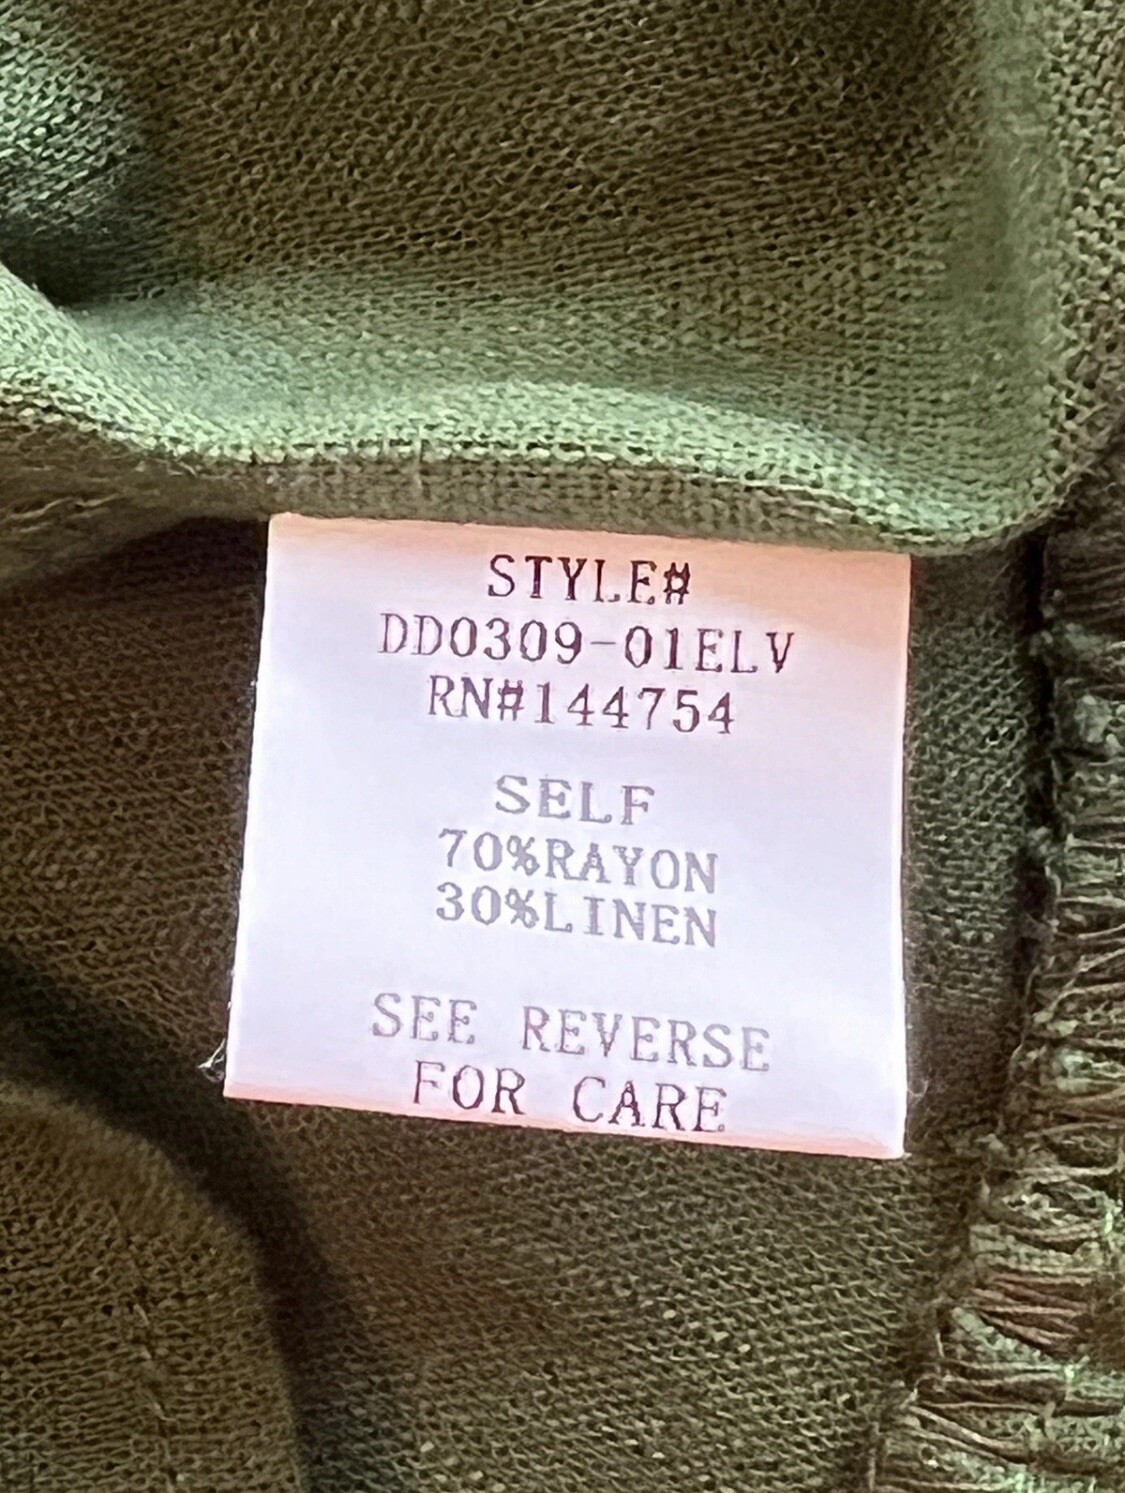 STYLE#
DD0309-01ELV
RN#144754
SELF
70%RAYON
30%LINEN
SEE REVERSE
FOR CARE